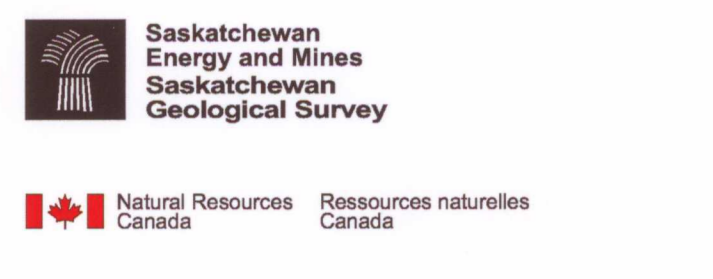 Saskatchewan
Energy and Mines
Saskatchewan
Geological Survey
Natural Resources
Canada
Ressources naturelles
Canada